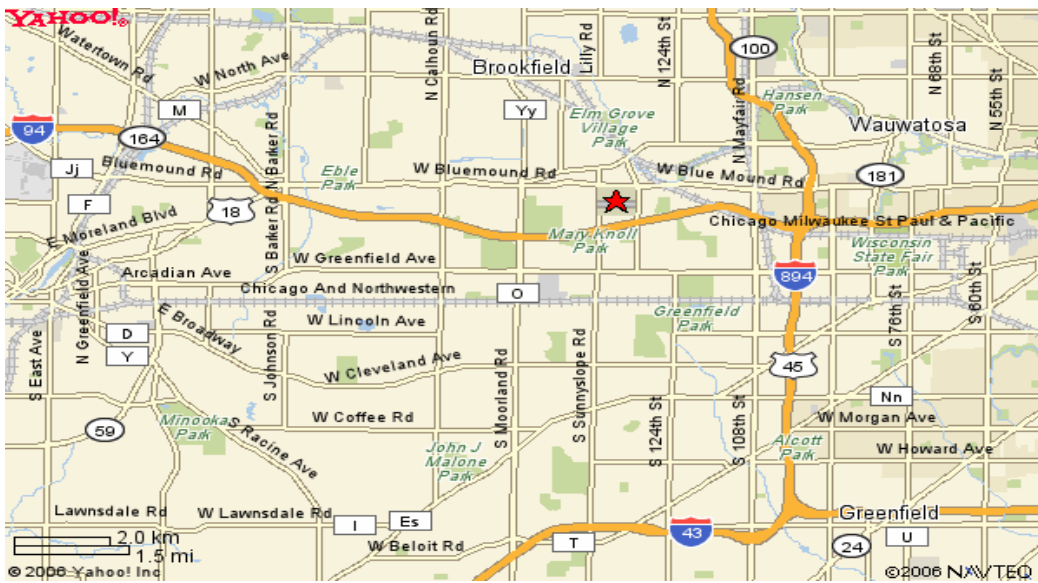 YAHOO!®
Watertown Rd
W North Ave
N Calhoun Rd
Brookfield
Lilly Rd
N 124th St
100
Hansen Park
N 68th St
N 55th St
M
Yy
Elm Grove Village Park
N Mayfair Rd
Wauwatosa
94
164
Jj
Bluemound Rd
N Barker Rd
Eble Park
W Bluemound Rd
W Blue Mound Rd
181
F
18
E Moreland Blvd
S Barker Rd
Mary Knoll Park
Chicago Milwaukee St Paul & Pacific
Wisconsin State Fair Park
N Greenfield Ave
Arcadian Ave
W Greenfield Ave
Chicago And Northwestern
O
894
S 76th St
S 60th St
Greenfield Park
S East Ave
D
Y
E Broadway
S Johnson Rd
W Lincoln Ave
W Cleveland Ave
S Moorland Rd
S Sunnyslope Rd
45
Nn
59
Minooka Park
S Racine Ave
W Coffee Rd
John J Malone Park
S 124th St
S 108th St
Alcott Park
W Morgan Ave
W Howard Ave
Lawnsdale Rd
W Lawnsdale Rd
I
Es
W Beloit Rd
T
43
Greenfield
24
U
2.0 km
1.5 mi
© 2006 Yahoo! Inc
©2006 NAVTEQ